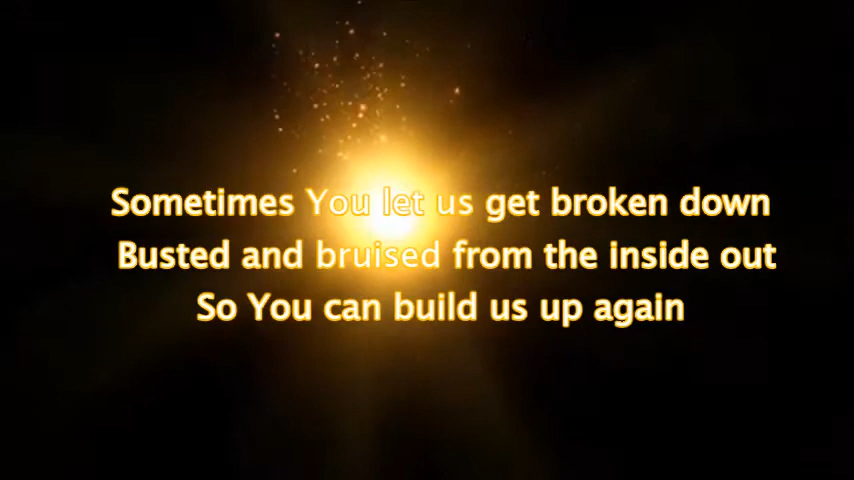 Sometimes You let us get broken down
Busted and bruised from the inside out
So You can build us up again